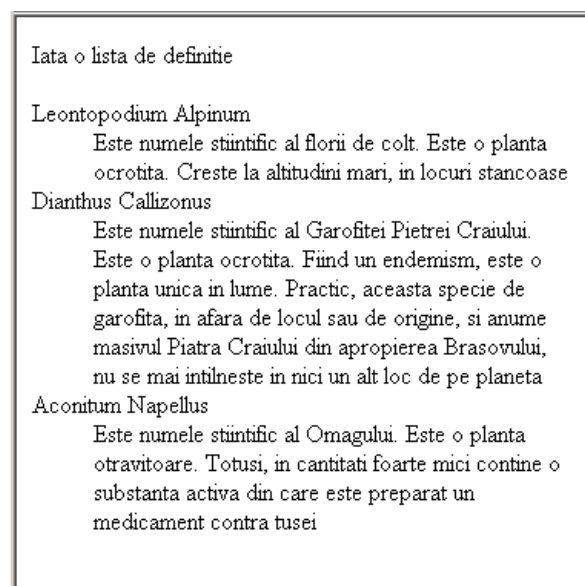 Iata o lista de definitie
Leontopodium Alpinum
Este numele stiintific al florii de colt. Este o planta
ocrotita. Creste la altitudini mari, in locuri stancoase
Dianthus Callizonus
Este numele stiintific al Garofitei Pietrei Craiului.
Este o planta ocrotita. Fiind un endemism, este o
planta unica in lume. Practic, aceasta specie de
garofita, in afara de locul sau de origine, si anume
masivul Piatra Craiului din apropierea Brasovului,
nu se mai intilneste in nici un alt loc de pe planeta
Aconitum Napellus
Este numele stiintific al Omagului. Este o planta
otravitoare. Totusi, in cantitati foarte mici contine o
substanta activa din care este preparat un
medicament contra tusei